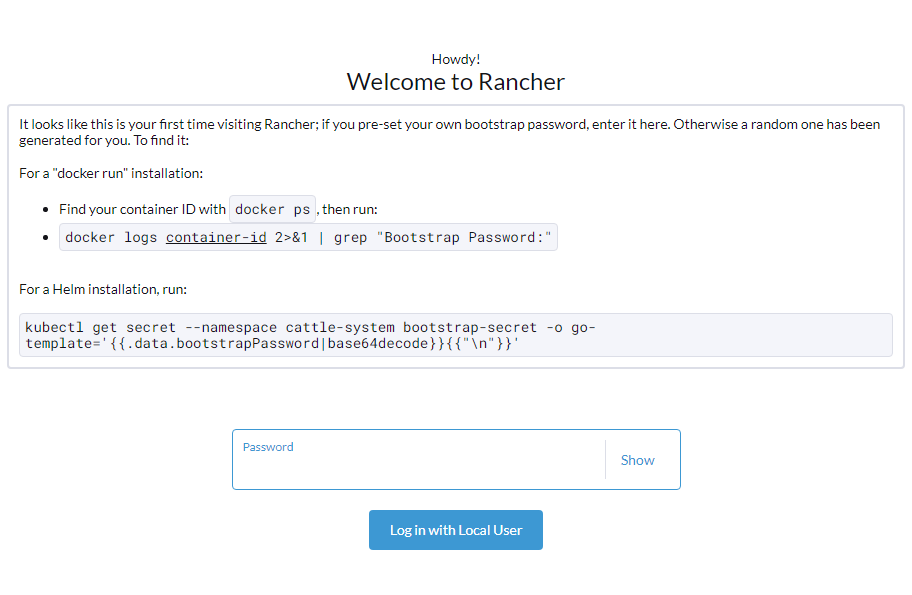 Howdy!
Welcome to Rancher
It looks like this is your first time visiting Rancher; if you pre-set your own bootstrap password, enter it here. Otherwise a random one has been
generated for you. To find it:
For a "docker run" installation:
Find your container ID with docker ps, then run:
docker logs container-id 2>&1 | grep "Bootstrap Password:"
For a Helm installation, run:
kubectl get secret --namespace cattle-system bootstrap-secret -o go-
template='{{.data.bootstrapPassword|base64decode}}{{"\n"}}'
Password
Show
Log in with Local User